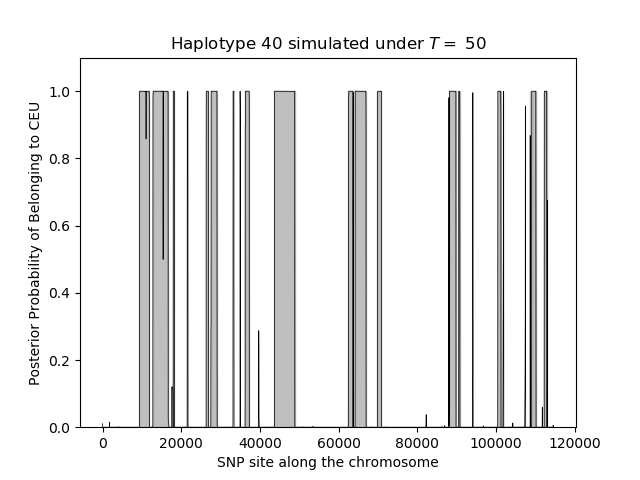 Haplotype 40 simulated under T = 50
Posterior Probability of Belonging to CEU
1.0
0.8
0.6
0.4
0.2
0.0
0 20000 40000 60000 80000 100000 120000
SNP site along the chromosome